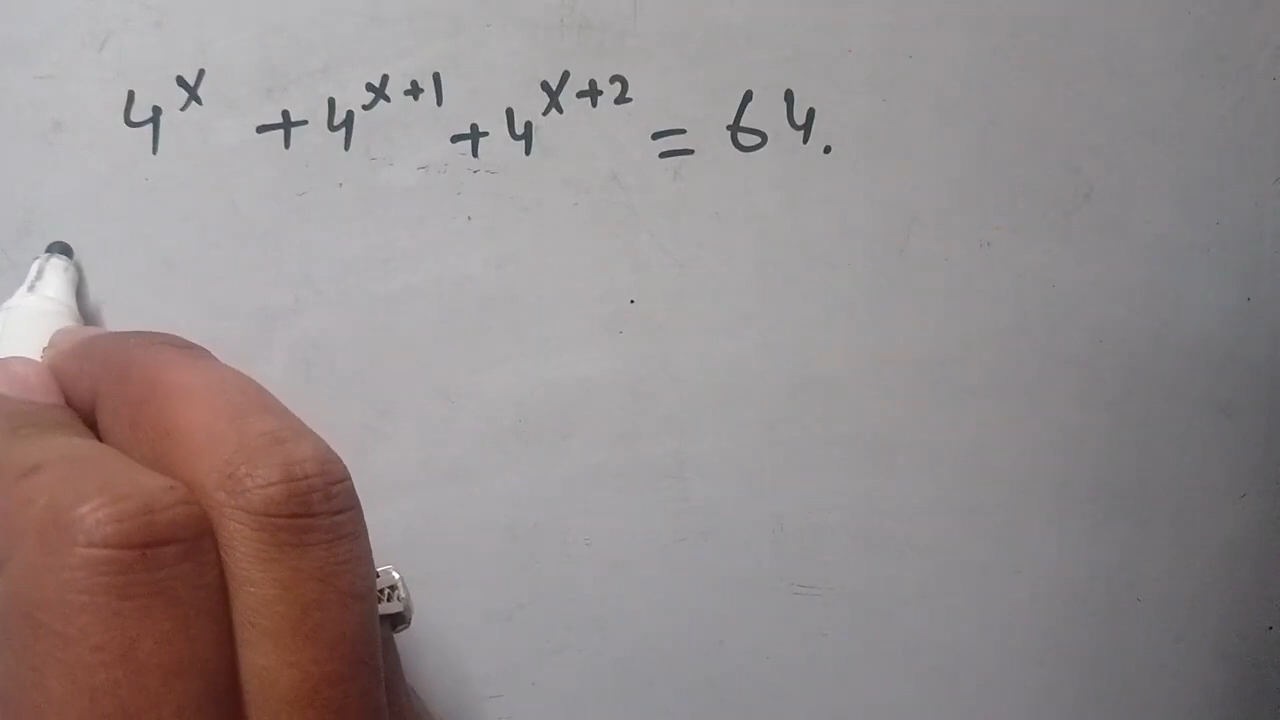 4^x + 4^{x+1} + 4^{x+2} = 64.